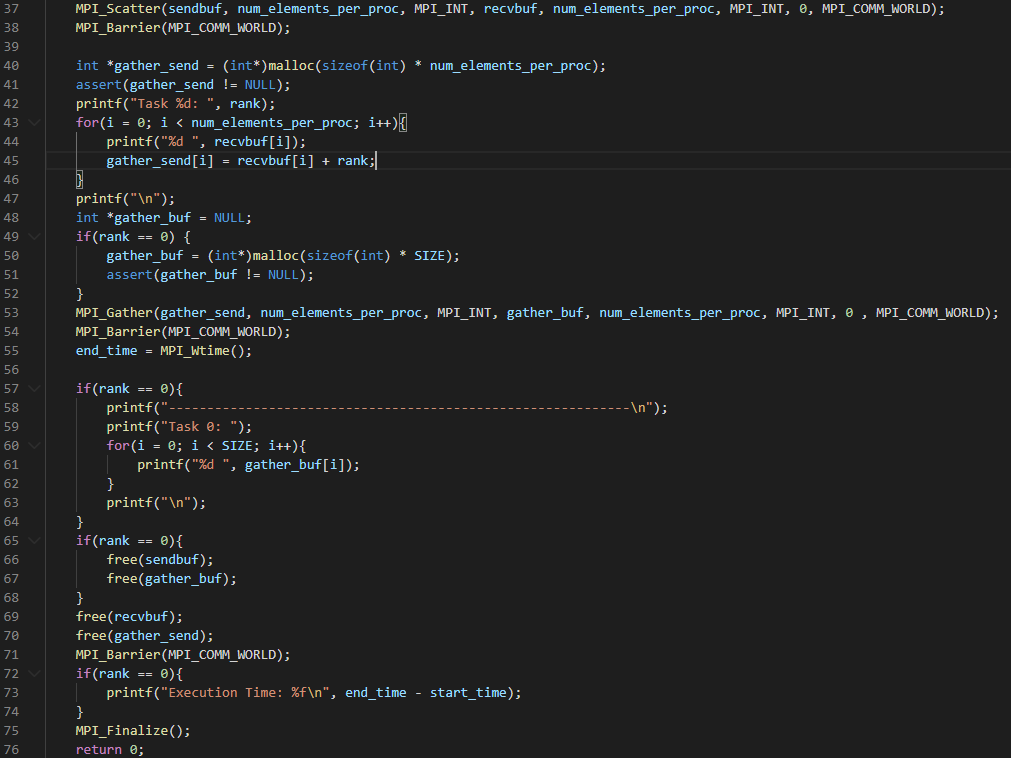 37 MPI_Scatter(sendbuf, num_elements_per_proc, MPI_INT, recvbuf, num_elements_per_proc, MPI_INT, 0, MPI_COMM_WORLD);
38 MPI_Barrier(MPI_COMM_WORLD);
39
40 int *gather_send = (int*)malloc(sizeof(int) * num_elements_per_proc);
41 assert(gather_send != NULL);
42 printf("Task %d: ", rank);
43 for(i = 0; i < num_elements_per_proc; i++){
44 printf("%d ", recvbuf[i]);
45 gather_send[i] = recvbuf[i] + rank;
46 }
47 printf("\n");
48 int *gather_buf = NULL;
49 if(rank == 0) {
50 gather_buf = (int*)malloc(sizeof(int) * SIZE);
51 assert(gather_buf != NULL);
52 }
53 MPI_Gather(gather_send, num_elements_per_proc, MPI_INT, gather_buf, num_elements_per_proc, MPI_INT, 0 , MPI_COMM_WORLD);
54 MPI_Barrier(MPI_COMM_WORLD);
55 end_time = MPI_Wtime();
56
57 if(rank == 0){
58 printf("------------------------------------------------------------\n");
59 printf("Task 0: ");
60 for(i = 0; i < SIZE; i++){
61 printf("%d ", gather_buf[i]);
62 }
63 printf("\n");
64 }
65 if(rank == 0){
66 free(sendbuf);
67 free(gather_buf);
68 }
69 free(recvbuf);
70 free(gather_send);
71 MPI_Barrier(MPI_COMM_WORLD);
72 if(rank == 0){
73 printf("Execution Time: %f\n", end_time - start_time);
74 }
75 MPI_Finalize();
76 return 0;